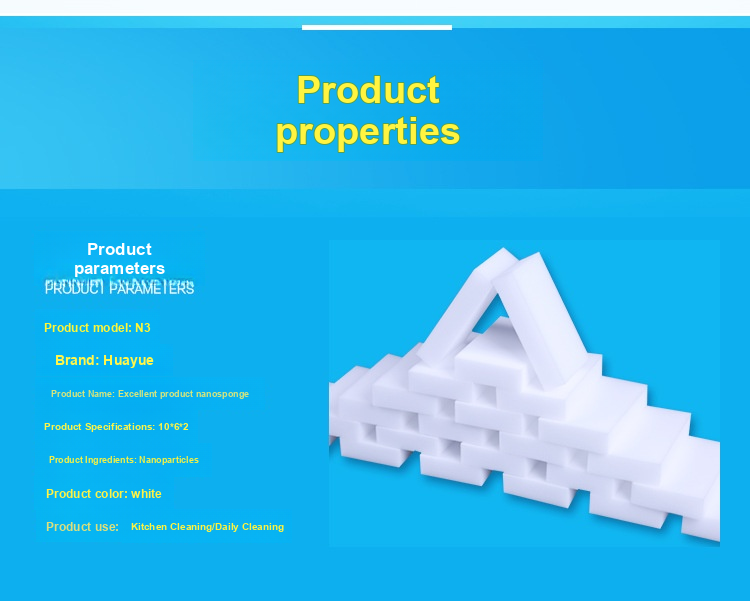 Product
properties
Product
parameters
PRODUCT PARAMETERS
Product model: N3
Brand: Huayue
Product Name: Excellent product nanosponge
Product Specifications: 10*6*2
Product Ingredients: Nanoparticles
Product color: white
Product use: Kitchen Cleaning/Daily Cleaning